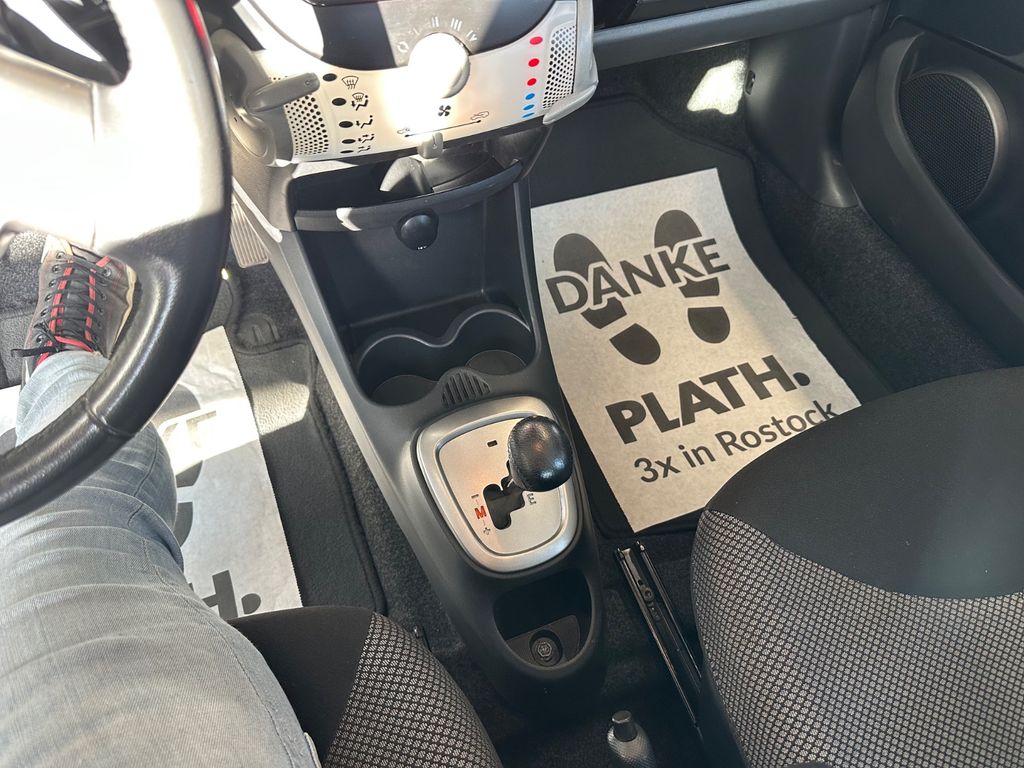 DANKE
PLATH.
3x in Rostock
M
E